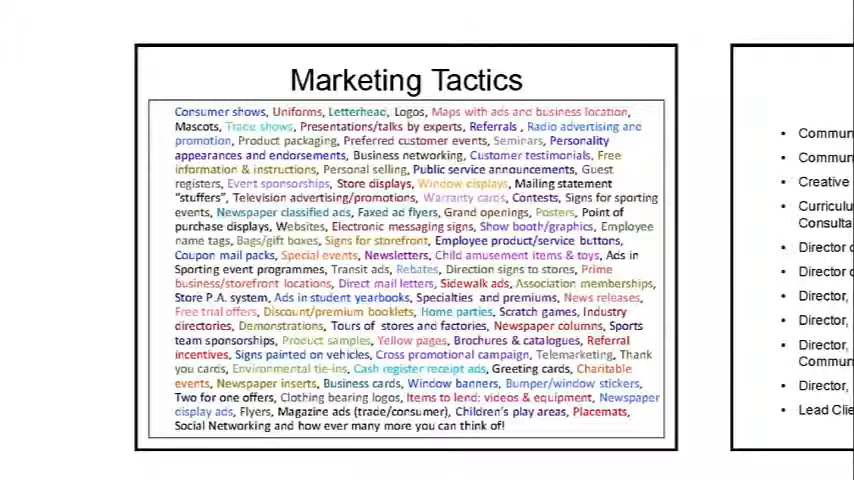 Marketing Tactics
Consumer shows, Uniforms, Letterhead, Logos, Maps with ads and business location,
Mascots, Trade shows, Presentations/talks by experts, Referrals , Radio advertising and
promotion, Product packaging, Preferred customer events, Seminars, Personality
appearances and endorsements, Business networking, Customer testimonials, Free
information & instructions, Personal selling, Public service announcements, Guest
registers, Event sponsorships, Store displays, Window displays, Mailing statement
"stuffers", Television advertising/promotions, Warranty cards, Contests, Signs for sporting
events, Newspaper classified ads, Faxed ad flyers, Grand openings, Posters, Point of
purchase displays, Websites, Electronic messaging signs, Show booth/graphics, Employee
name tags, Bags/gift boxes, Signs for storefront, Employee product/service buttons,
Coupon mail packs, Special events, Newsletters, Child amusement items & toys, Ads in
Sporting event programmes, Transit ads, Rebates, Direction signs to stores, Prime
business/storefront locations, Direct mail letters, Sidewalk ads, Association memberships,
Store P.A. system, Ads in student yearbooks, Specialties and premiums, News releases,
Free trial offers, Discount/premium booklets, Home parties, Scratch games, Industry
directories, Demonstrations, Tours of stores and factories, Newspaper columns, Sports
team sponsorships, Product samples, Yellow pages, Brochures & catalogues, Referral
incentives, Signs painted on vehicles, Cross promotional campaign, Telemarketing, Thank
you cards, Environmental tie-ins, Cash register receipt ads, Greeting cards, Charitable
events, Newspaper inserts, Business cards, Window banners, Bumper/window stickers,
Two for one offers, Clothing bearing logos, Items to lend: videos & equipment, Newspaper
display ads, Flyers, Magazine ads (trade/consumer), Children's play areas, Placemats,
Social Networking and how ever many more you can think of!
• Commun
• Commun
• Creative
• Curriculu
Consulta
• Director o
• Director o
• Director,
• Director,
• Director,
Commun
• Director,
• Lead Clie